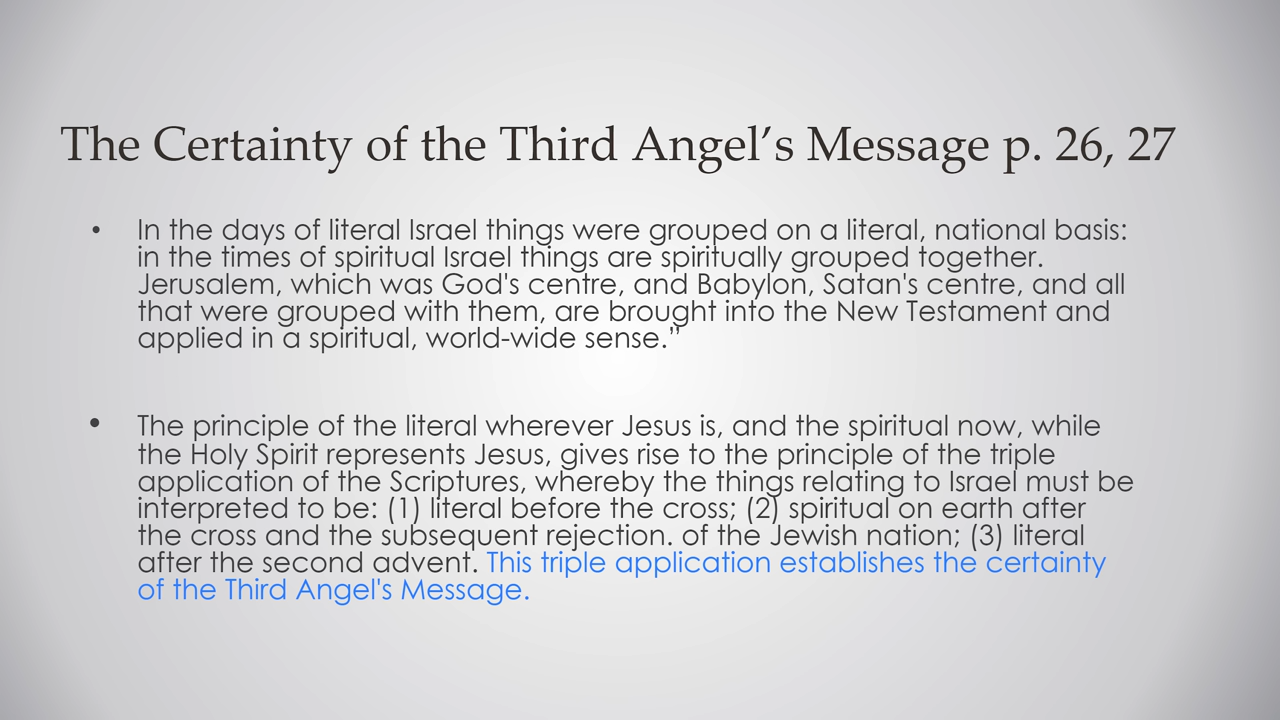 The Certainty of the Third Angel’s Message p. 26, 27
• In the days of literal Israel things were grouped on a literal, national basis:
in the times of spiritual Israel things are spiritually grouped together.
Jerusalem, which was God's centre, and Babylon, Satan's centre, and all
that were grouped with them, are brought into the New Testament and
applied in a spiritual, world-wide sense.”
• The principle of the literal wherever Jesus is, and the spiritual now, while
the Holy Spirit represents Jesus, gives rise to the principle of the triple
application of the Scriptures, whereby the things relating to Israel must be
interpreted to be: (1) literal before the cross; (2) spiritual on earth after
the cross and the subsequent rejection. of the Jewish nation; (3) literal
after the second advent. This triple application establishes the certainty
of the Third Angel's Message.